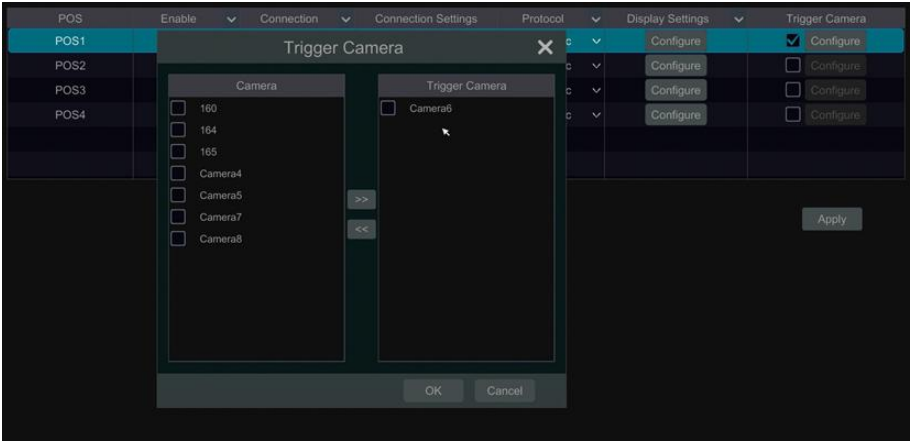 POS Enable Connection Connection Settings Protocol Display Settings Trigger Camera
POS1 Trigger Camera c Configure Configure
POS2 c Configure Configure
POS3 Camera Trigger Camera c Configure Configure
POS4 160 Camera6 c Configure Configure
164
165
Camera4
Camera5
>>
Camera7
Apply
<<
Camera8
OK Cancel